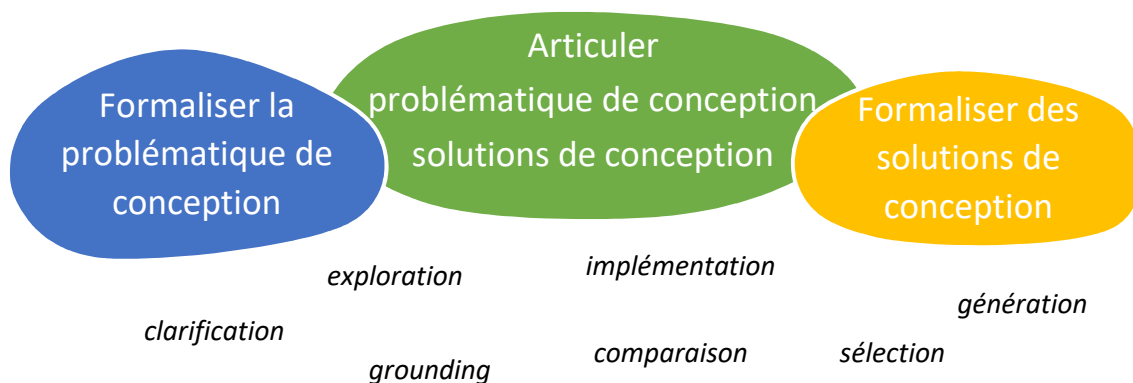 Formaliser la
problématique de
conception
Articuler
problématique de conception
solutions de conception
Formaliser des
solutions de
conception
exploration
implémentation
génération
clarification
grounding
comparaison
sélection